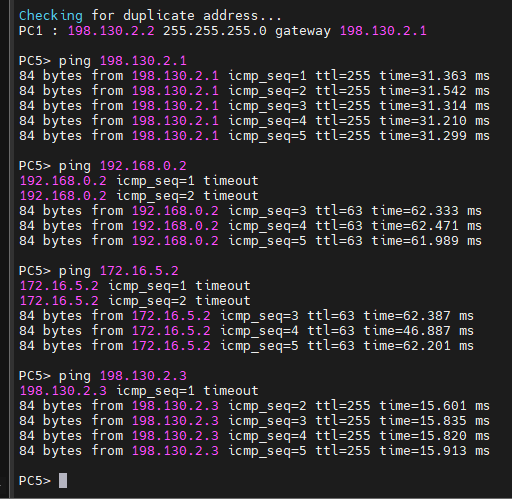 Checking for duplicate address...
PC1 : 198.130.2.2 255.255.255.0 gateway 198.130.2.1
PC5> ping 198.130.2.1
84 bytes from 198.130.2.1 icmp_seq=1 ttl=255 time=31.363 ms
84 bytes from 198.130.2.1 icmp_seq=2 ttl=255 time=31.542 ms
84 bytes from 198.130.2.1 icmp_seq=3 ttl=255 time=31.314 ms
84 bytes from 198.130.2.1 icmp_seq=4 ttl=255 time=31.210 ms
84 bytes from 198.130.2.1 icmp_seq=5 ttl=255 time=31.299 ms
PC5> ping 192.168.0.2
192.168.0.2 icmp_seq=1 timeout
192.168.0.2 icmp_seq=2 timeout
84 bytes from 192.168.0.2 icmp_seq=3 ttl=63 time=62.333 ms
84 bytes from 192.168.0.2 icmp_seq=4 ttl=63 time=62.471 ms
84 bytes from 192.168.0.2 icmp_seq=5 ttl=63 time=61.989 ms
PC5> ping 172.16.5.2
172.16.5.2 icmp_seq=1 timeout
172.16.5.2 icmp_seq=2 timeout
84 bytes from 172.16.5.2 icmp_seq=3 ttl=63 time=62.387 ms
84 bytes from 172.16.5.2 icmp_seq=4 ttl=63 time=46.887 ms
84 bytes from 172.16.5.2 icmp_seq=5 ttl=63 time=62.201 ms
PC5> ping 198.130.2.3
198.130.2.3 icmp_seq=1 timeout
84 bytes from 198.130.2.3 icmp_seq=2 ttl=255 time=15.601 ms
84 bytes from 198.130.2.3 icmp_seq=3 ttl=255 time=15.835 ms
84 bytes from 198.130.2.3 icmp_seq=4 ttl=255 time=15.820 ms
84 bytes from 198.130.2.3 icmp_seq=5 ttl=255 time=15.913 ms
PC5>